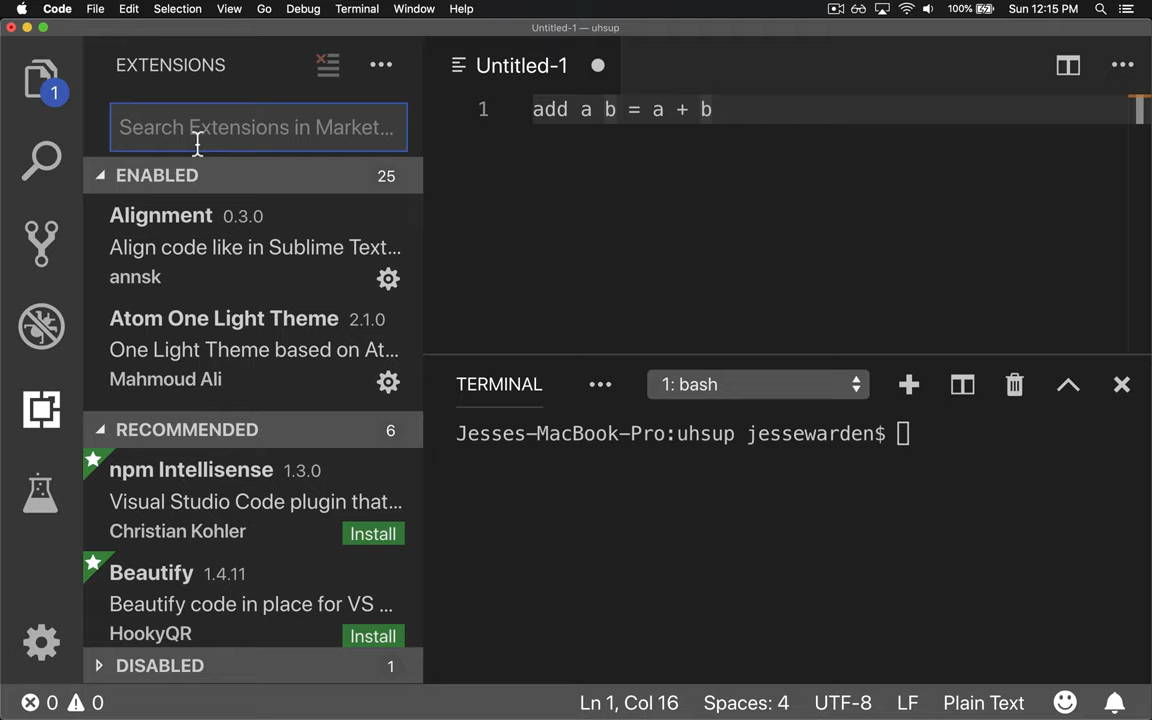 Code File Edit Selection View Go Debug Terminal Window Help 100% Sun 12:15 PM
Untitled-1 — uhsup
1
EXTENSIONS
Search Extensions in Market...
ENABLED 25
Alignment 0.3.0
Align code like in Sublime Text...
annsk
Atom One Light Theme 2.1.0
One Light Theme based on At...
Mahmoud Ali
RECOMMENDED 6
npm Intellisense 1.3.0
Visual Studio Code plugin that...
Christian Kohler Install
Beautify 1.4.11
Beautify code in place for VS ...
HookyQR Install
DISABLED 1
Untitled-1
1 add a b = a + b
TERMINAL 1: bash
Jesses-MacBook-Pro:uhsup jessewarden$
0 0 Ln 1, Col 16 Spaces: 4 UTF-8 LF Plain Text